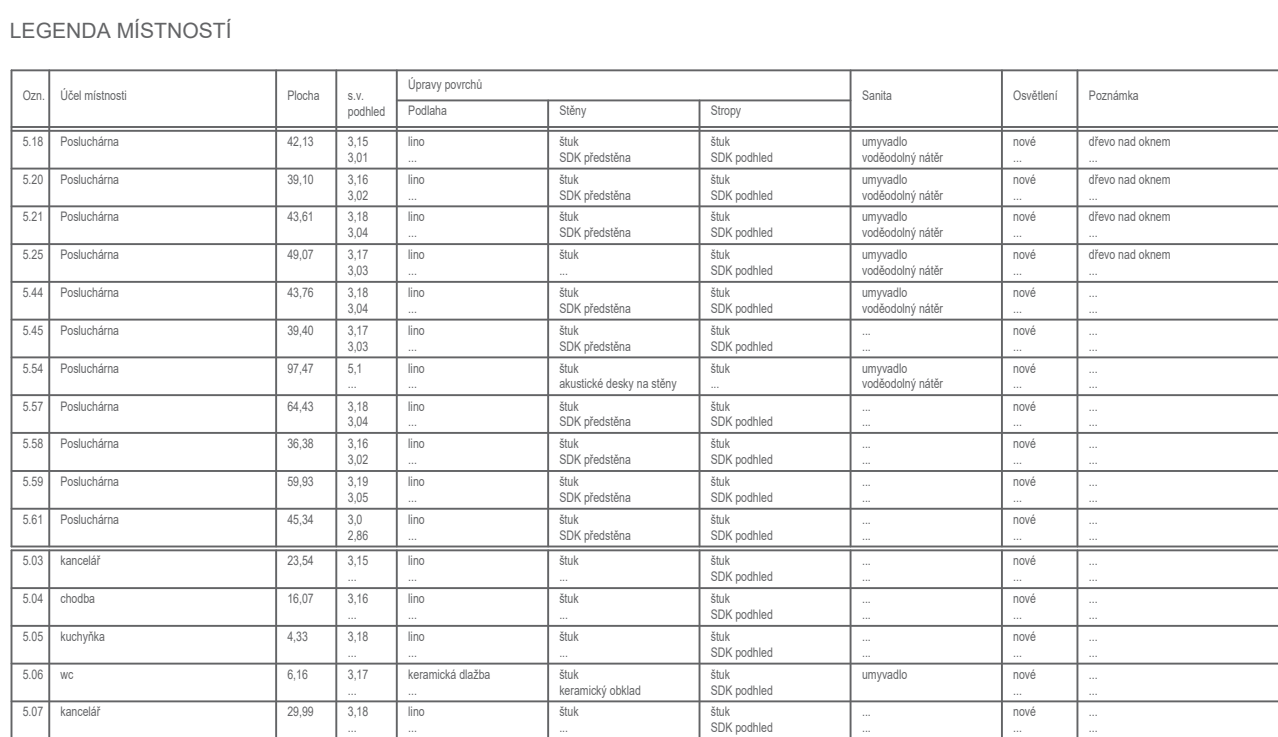 LEGENDA MÍSTNOSTÍ
Ozn. Účel místnosti Plocha s.v. podhled Úpravy povrchů Sanita Osvětlení Poznámka
Podlaha Stěny Stropy
5.18 Posluchárna 42,13 3,15 lino štuk štuk umyvadlo nové dřevo nad oknem
3,01 ... SDK předstěna SDK podhled voděodolný nátěr ... ...
5.20 Posluchárna 39,10 3,16 lino štuk štuk umyvadlo nové dřevo nad oknem
3,02 ... SDK předstěna SDK podhled voděodolný nátěr ... ...
5.21 Posluchárna 43,61 3,18 lino štuk štuk umyvadlo nové dřevo nad oknem
3,04 ... SDK předstěna SDK podhled voděodolný nátěr ... ...
5.25 Posluchárna 49,07 3,17 lino štuk štuk umyvadlo nové dřevo nad oknem
3,03 ... ... SDK podhled voděodolný nátěr ... ...
5.44 Posluchárna 43,76 3,18 lino štuk štuk umyvadlo nové ...
3,04 ... SDK předstěna SDK podhled voděodolný nátěr ... ...
5.45 Posluchárna 39,40 3,17 lino štuk štuk ... nové ...
3,03 ... SDK předstěna SDK podhled ... ... ...
5.54 Posluchárna 97,47 5,1 lino štuk štuk umyvadlo nové ...
... ... akustické desky na stěny ... voděodolný nátěr ... ...
5.57 Posluchárna 64,43 3,18 lino štuk štuk ... nové ...
3,04 ... SDK předstěna SDK podhled ... ... ...
5.58 Posluchárna 36,38 3,16 lino štuk štuk ... nové ...
3,02 ... SDK předstěna SDK podhled ... ... ...
5.59 Posluchárna 59,93 3,19 lino štuk štuk ... nové ...
3,05 ... SDK předstěna SDK podhled ... ... ...
5.61 Posluchárna 45,34 3,0 lino štuk štuk ... nové ...
2,86 ... SDK předstěna SDK podhled ... ... ...
5.03 kancelář 23,54 3,15 lino štuk štuk ... nové ...
... ... ... SDK podhled ... ... ...
5.04 chodba 16,07 3,16 lino štuk štuk ... nové ...
... ... ... SDK podhled ... ... ...
5.05 kuchyňka 4,33 3,18 lino štuk štuk ... nové ...
... ... ... SDK podhled ... ... ...
5.06 wc 6,16 3,17 keramická dlažba štuk štuk umyvadlo nové ...
... ... keramický obklad SDK podhled ... ...
5.07 kancelář 29,99 3,18 lino štuk štuk ... nové ...
... ... ... SDK podhled ... ... ...